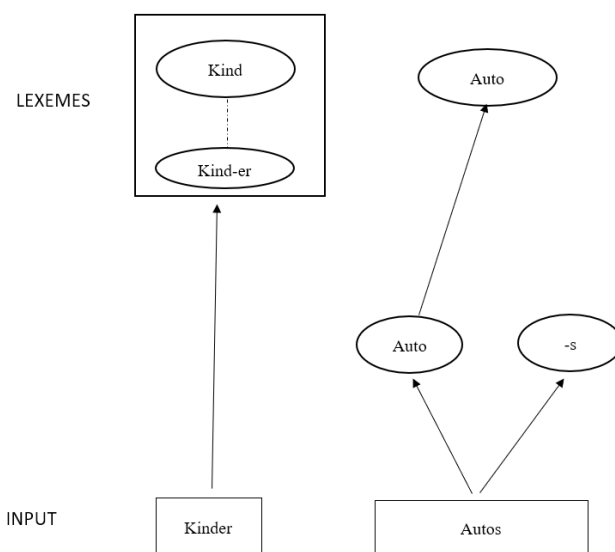 Kind
Auto
LEXEMES
Kind-er
Auto
-s
INPUT
Kinder
Autos